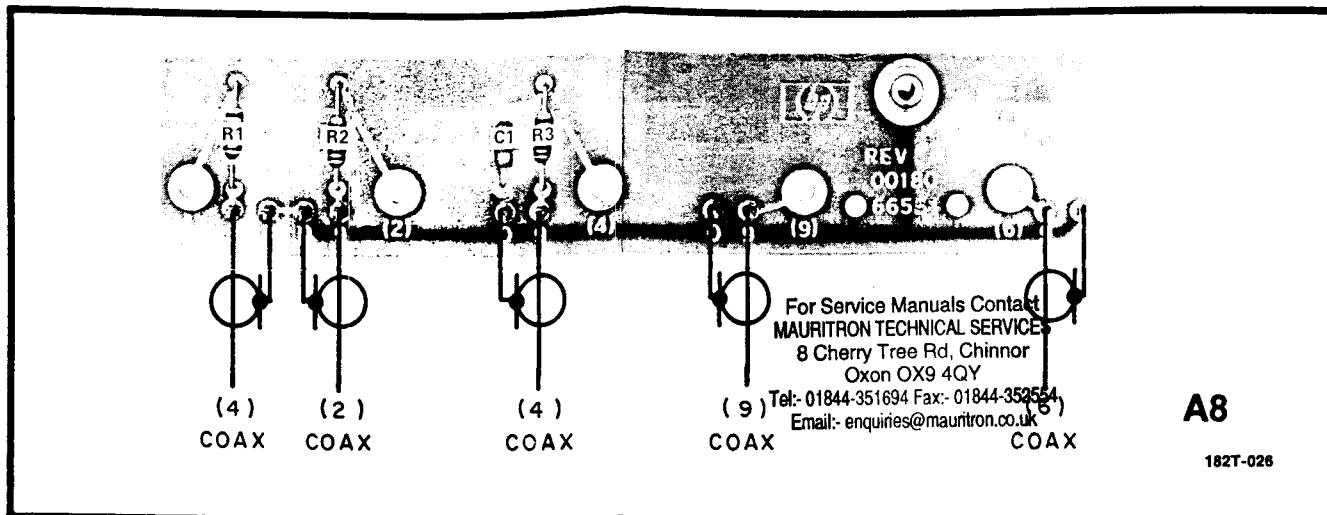 hp
R1 R2 C1 R3
REV
00180
(2) (4) (9) (6)
For Service Manuals Contact
MAURITRON TECHNICAL SERVICES
8 Cherry Tree Rd, Chinnor
Oxon OX9 4QY
Tel:- 01844-351694 Fax:- 01844-352554
Email:- enquiries@mauritron.co.uk
(4) (2) (4) (9) (6)
COAX COAX COAX COAX COAX
A8
182T-026